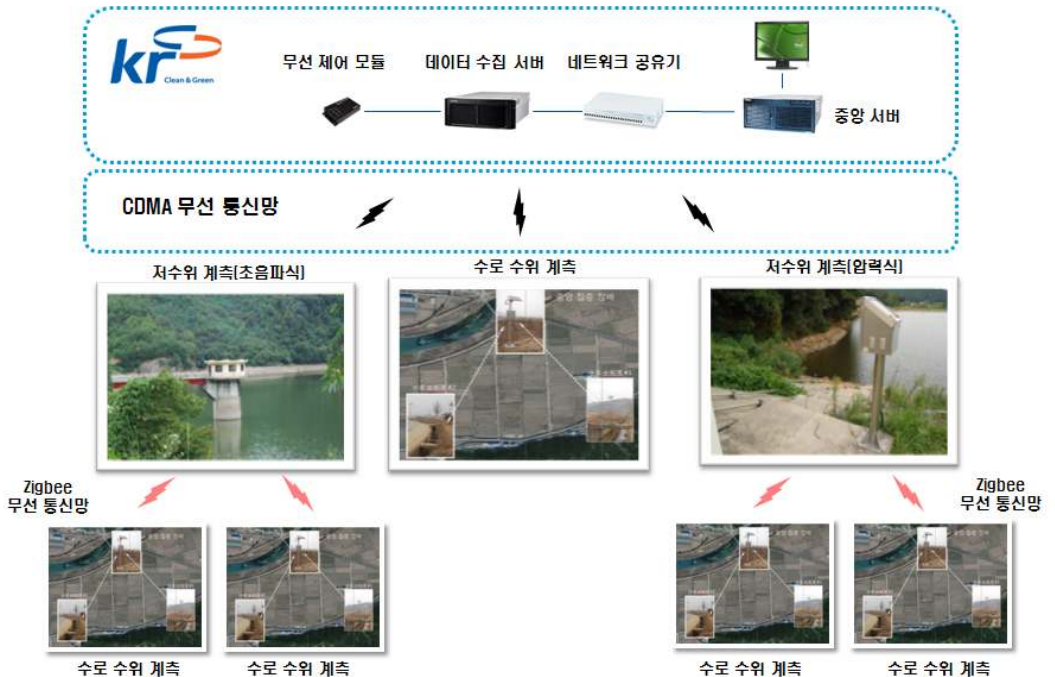 kr
Clean & Green
무선 제어 모듈
데이터 수집 서버
네트워크 공유기
중앙 서버
CDMA 무선 통신망
저수위 계측(초음파식)
수로 수위 계측
저수위 계측(압력식)
Zigbee
무선 통신망
Zigbee
무선 통신망
수로 수위 계측
수로 수위 계측
수로 수위 계측
수로 수위 계측